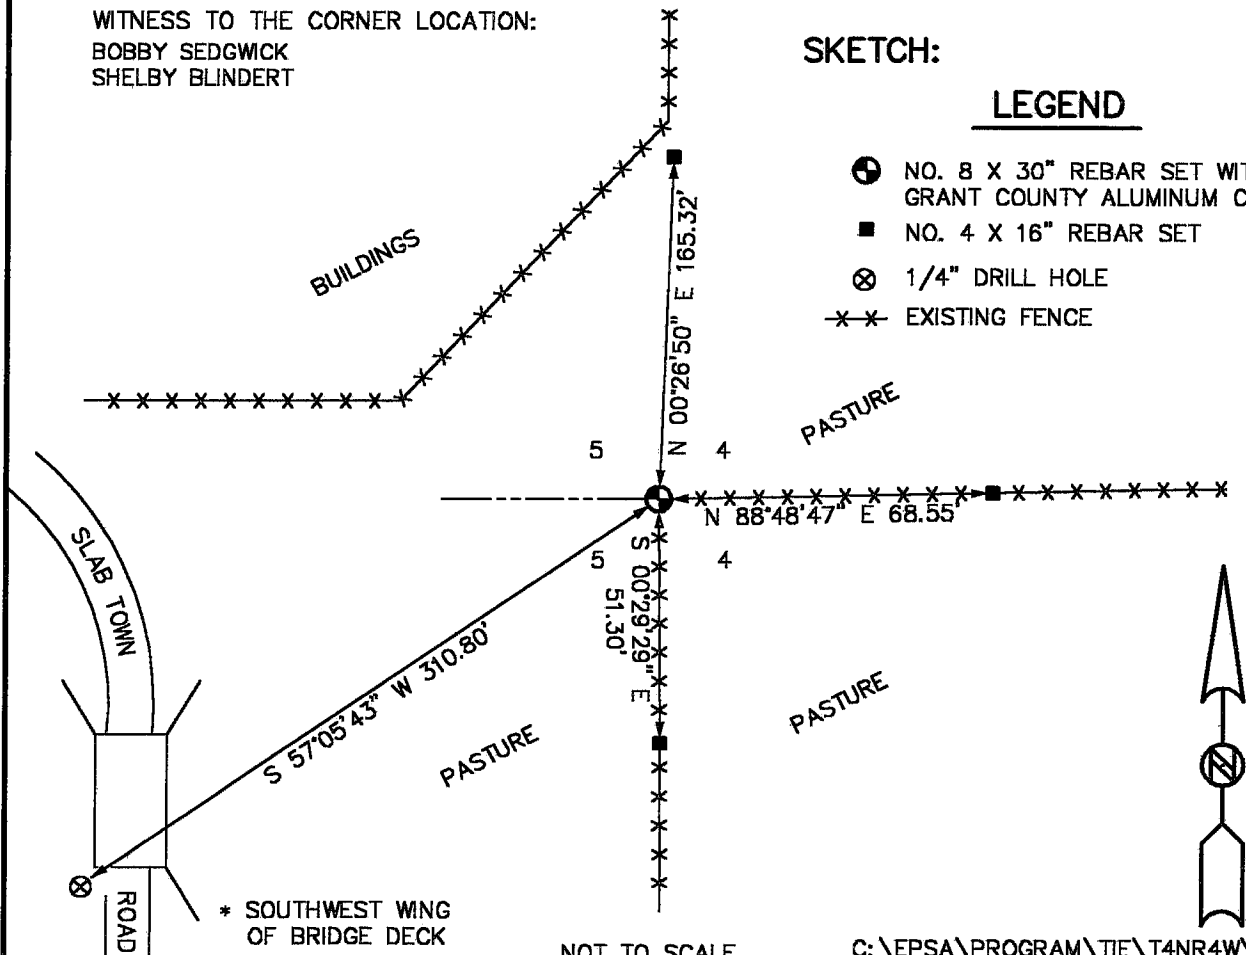 WITNESS TO THE CORNER LOCATION:
BOBBY SEDGWICK
SHELBY BLINDERT
SKETCH:
LEGEND
NO. 8 X 30" REBAR SET
GRANT COUNTY ALUMINUM
NO. 4 X 16" REBAR SET
1/4" DRILL HOLE
EXISTING FENCE
BUILDINGS
N 00°26'50" E 165.32'
PASTURE
5 4
N 88°48'47" E 68.55'
5 4
S 00°29'29" E
51.30'
SLAB TOWN
S 57°05'43" W 310.80'
PASTURE
PASTURE
N
ROAD
* SOUTHWEST WING
OF BRIDGE DECK
NOT TO SCALE
C:\EPSA\PROGRAM\TIE\T4NR4W\